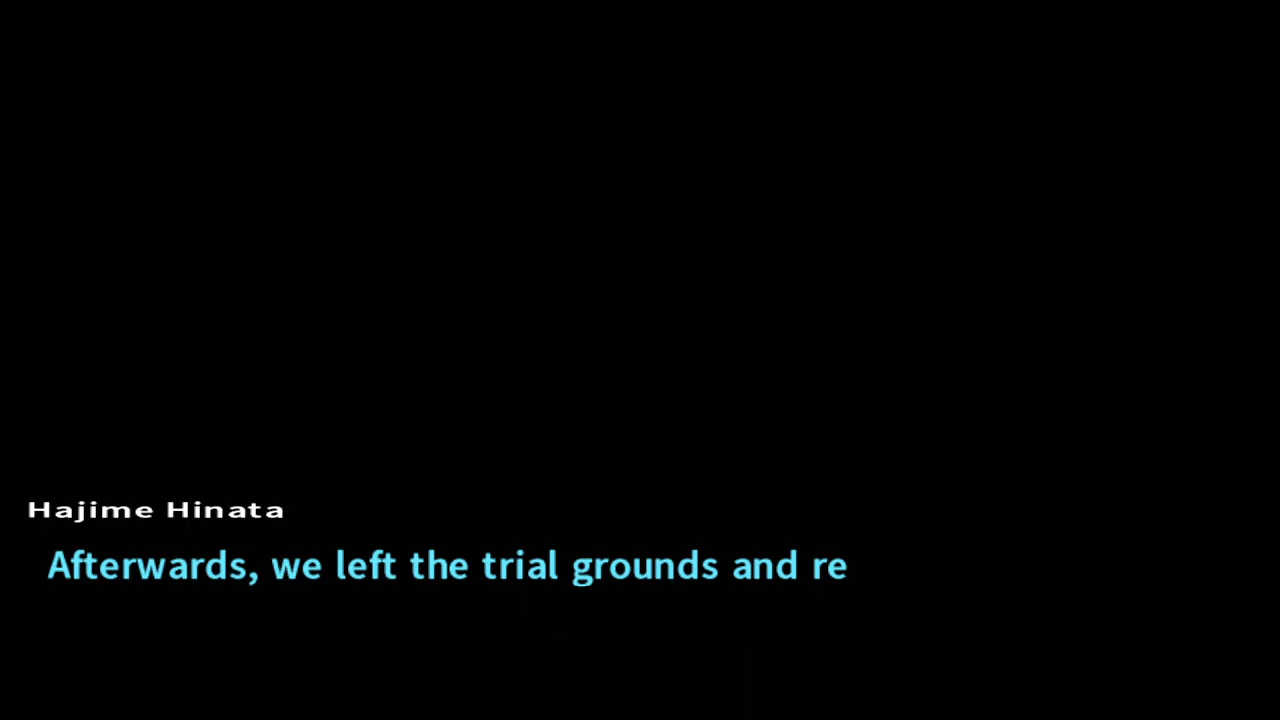 Hajime Hinata
Afterwards, we left the trial grounds and re